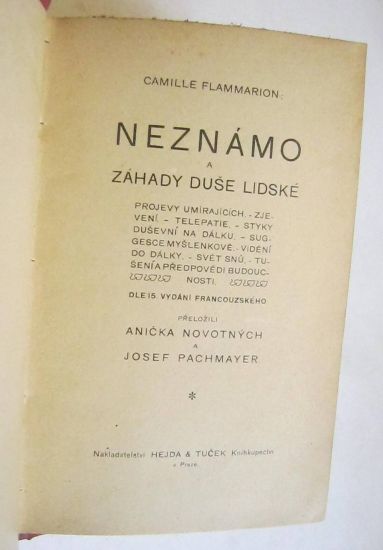 CAMILLE FLAMMARION:
NEZNÁMO
A
ZÁHADY DUŠE LIDSKÉ
PROJEVY UMÍRAJÍCÍCH. - ZJE-
VENÍ. - TELEPATIE. - STYKY
DUŠEVNÍ NA DÁLKU. - SUG-
GESCE MYŠLENKOVÉ. - VIDĚNÍ
DO DÁLKY. - SVĚT SNŮ. - TU-
ŠENÍ A PŘEDPOVĚDI BUDOUC-
NOSTI.
DLE 15. VYDÁNÍ FRANCOUZSKÉHO
PŘELOŽILI
ANIČKA NOVOTNÝCH
A
JOSEF PACHMAYER
*
Nakladatelství HEJDA & TUČEK Knihkupectví
v Praze.